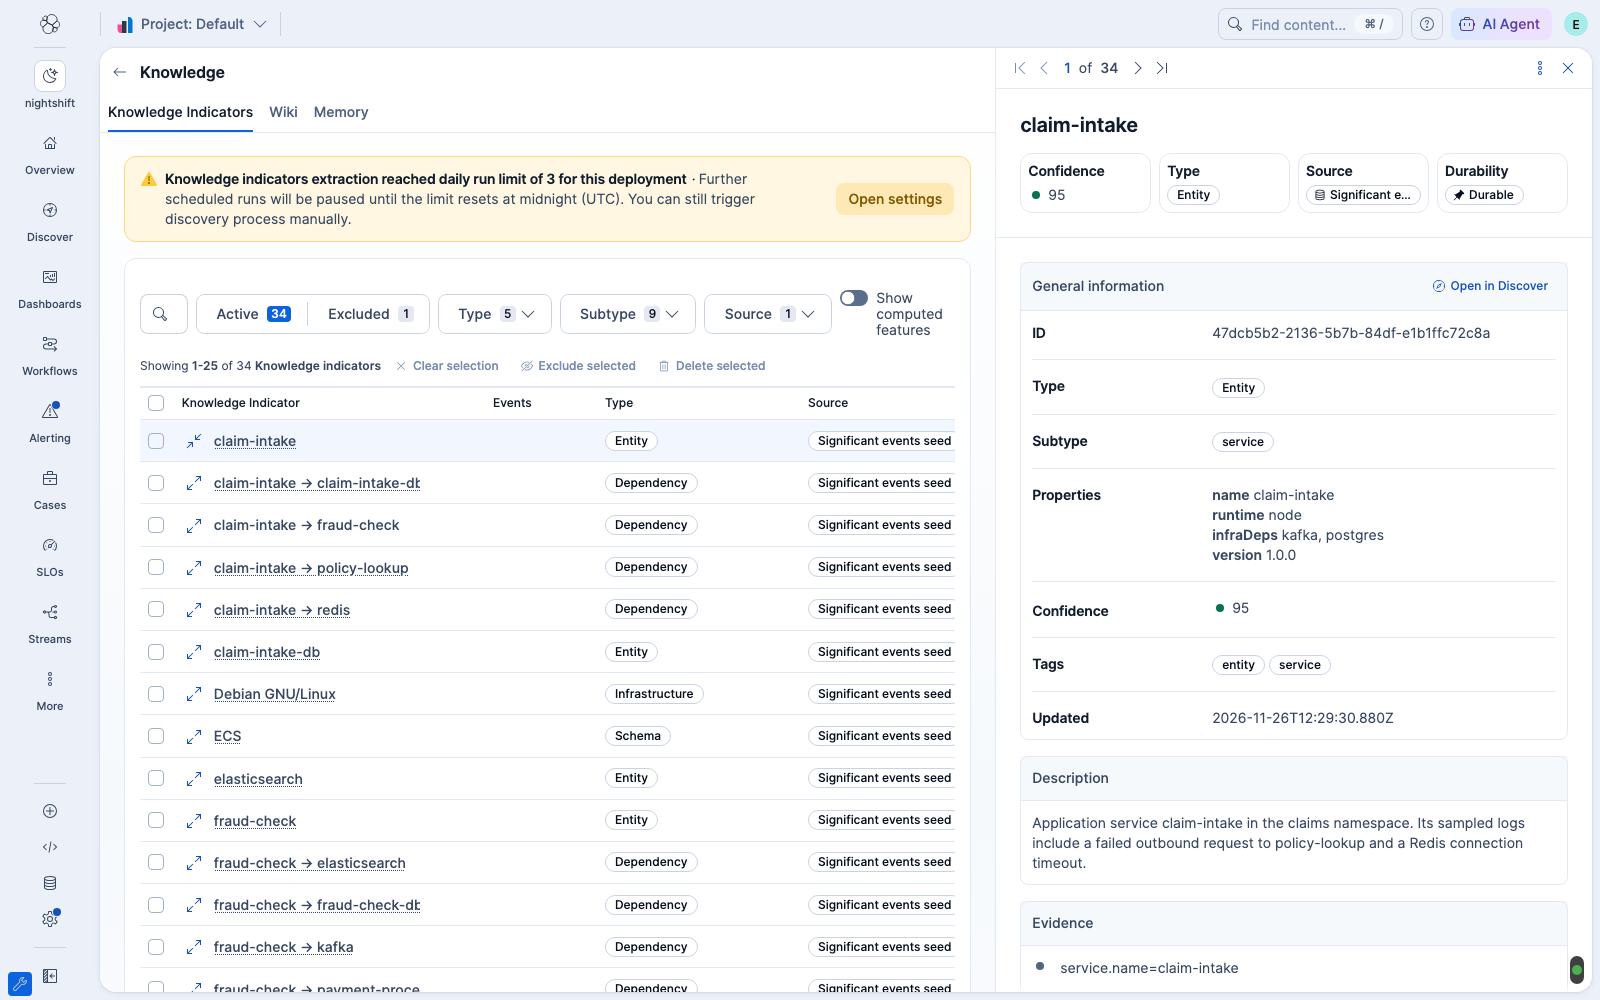 Project: Default
Find content...
⌘ /
AI Agent
E
nightshift
Overview
Discover
Dashboards
Workflows
Alerting
Cases
SLOs
Streams
More
Knowledge
Knowledge Indicators
Wiki
Memory
Knowledge indicators extraction reached daily run limit of 3 for this deployment · Further
scheduled runs will be paused until the limit resets at midnight (UTC). You can still trigger
discovery process manually.
Open settings
Active 34
Excluded 1
Type 5
Subtype 9
Source 1
Show
computed
features
Showing 1-25 of 34 Knowledge indicators
Clear selection
Exclude selected
Delete selected
Knowledge Indicator Events Type Source
claim-intake Entity Significant events seed
claim-intake → claim-intake-db Dependency Significant events seed
claim-intake → fraud-check Dependency Significant events seed
claim-intake → policy-lookup Dependency Significant events seed
claim-intake → redis Dependency Significant events seed
claim-intake-db Entity Significant events seed
Debian GNU/Linux Infrastructure Significant events seed
ECS Schema Significant events seed
elasticsearch Entity Significant events seed
fraud-check Entity Significant events seed
fraud-check → elasticsearch Dependency Significant events seed
fraud-check → fraud-check-db Dependency Significant events seed
fraud-check → kafka Dependency Significant events seed
fraud-check → payment-proce Dependency Significant events seed
1 of 34
claim-intake
Confidence
95
Type
Entity
Source
Significant e...
Durability
Durable
General information
Open in Discover
ID 47dcb5b2-2136-5b7b-84df-e1b1ffc72c8a
Type Entity
Subtype service
Properties name claim-intake
runtime node
infraDeps kafka, postgres
version 1.0.0
Confidence 95
Tags entity service
Updated 2026-11-26T12:29:30.880Z
Description
Application service claim-intake in the claims namespace. Its sampled logs
include a failed outbound request to policy-lookup and a Redis connection
timeout.
Evidence
service.name=claim-intake